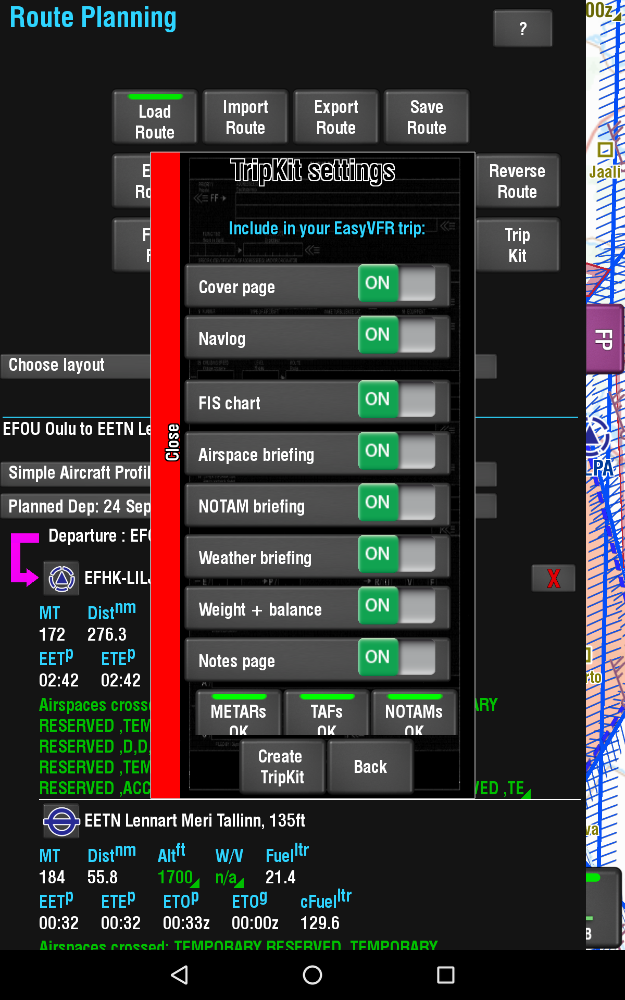 Route Planning
?
00z
Load
Route
Import
Route
Export
Route
Save
Route
Reverse
Route
Trip
Kit
Jaali
TripKit settings
FF
Include in your EasyVFR trip:
Cover page ON
Navlog ON
FIS chart ON
Airspace briefing ON
NOTAM briefing ON
Weather briefing ON
Weight + balance ON
Notes page ON
METARs
OK
TAFs
OK
NOTAMs
OK
Create
TripKit
Back
Close
FP
LPA
Choose layout
EFOU Oulu to EETN Le
Simple Aircraft Profil
Planned Dep: 24 Sep
Departure : EFO
EFHK-LILJ
X
MT Dist nm
172 276.3
EET p ETE p
02:42 02:42
Airspaces crosse ARY
RESERVED ,TEM
RESERVED ,D,D,
RESERVED ,TEM
RESERVED ,ACC VED ,TE
rto
EETN Lennart Meri Tallinn, 135ft
va
MT Dist nm Alt ft W/V Fuel ltr
184 55.8 1700 n/a 21.4
EET p ETE p ETO p ETO g cFuel ltr
00:32 00:32 00:33z 00:00z 129.6
B
Airspaces crossed: TEMPORARY RESERVED ,TEMPORARY